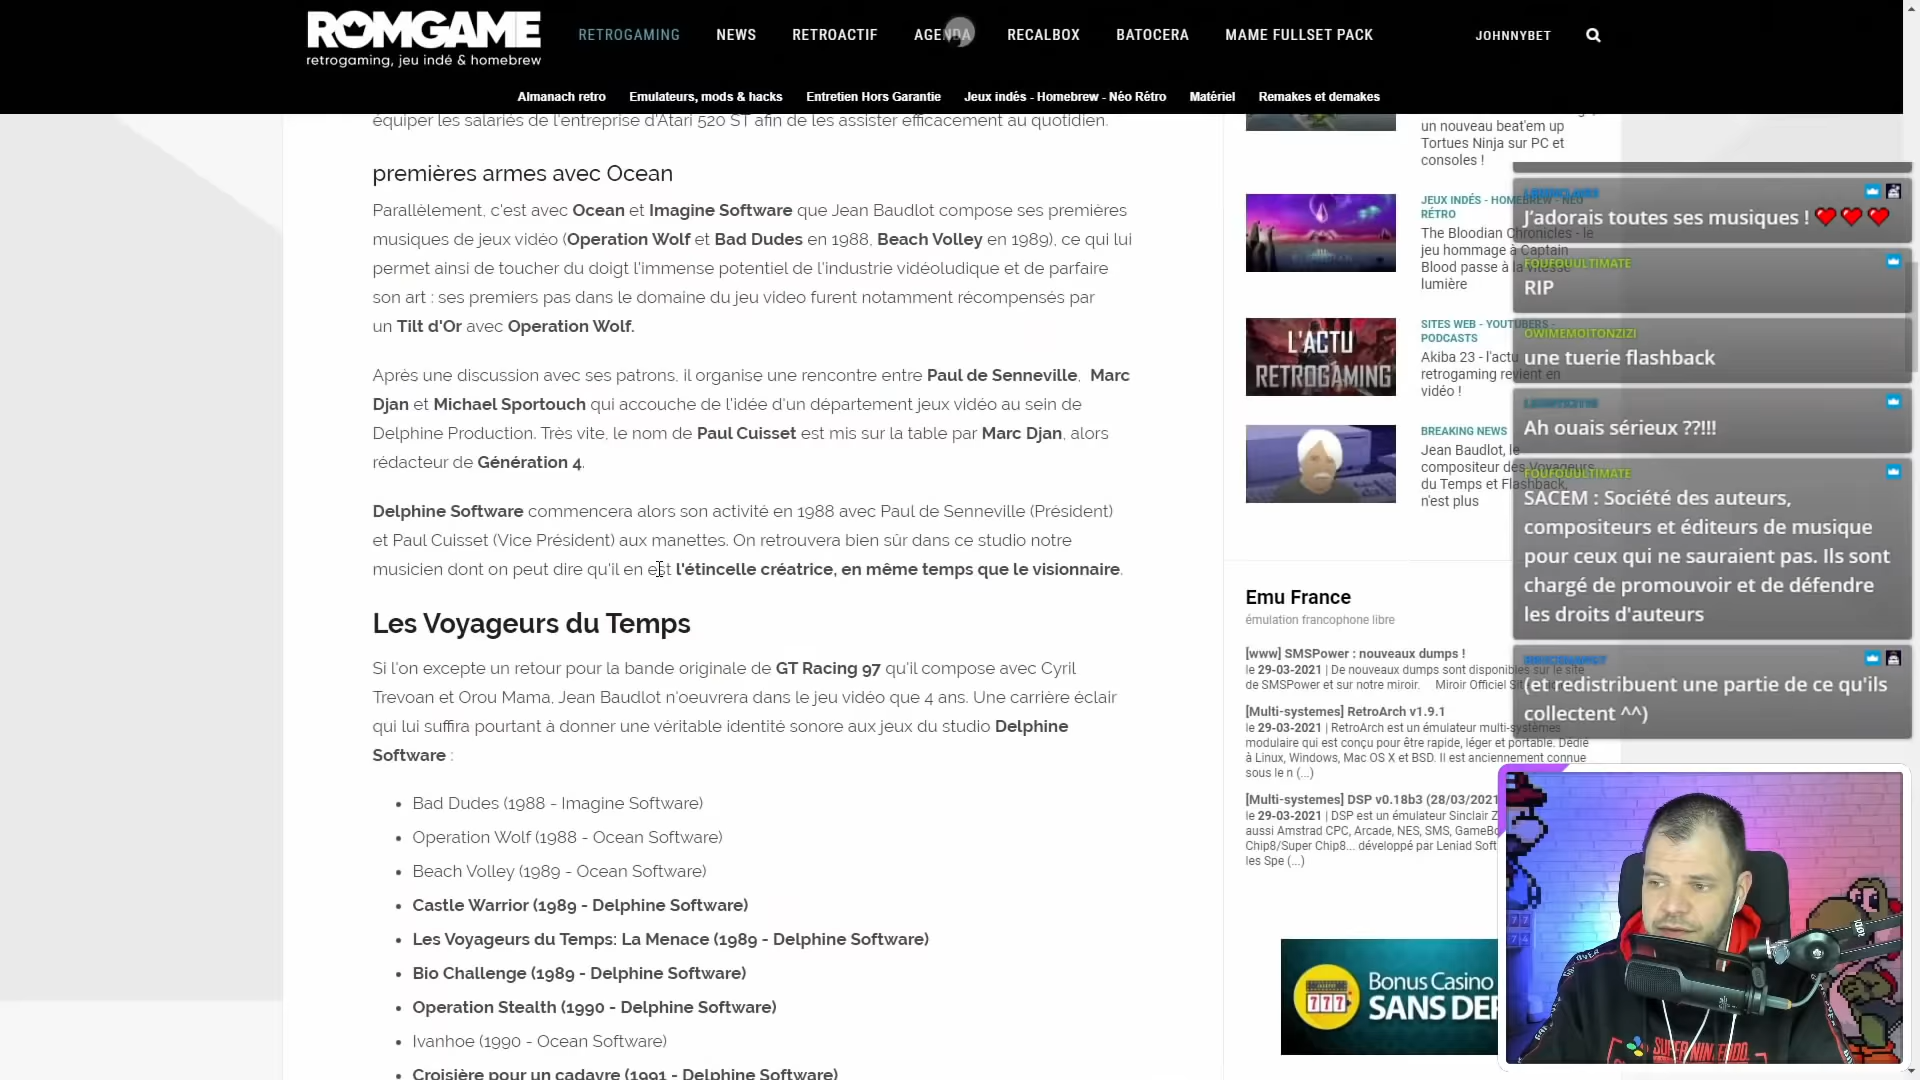 ROMGAME
retrogaming, jeu indé & homebrew
RETROGAMING
NEWS
RETROACTIF
AGENDA
RECALBOX
BATOCERA
MAME FULLSET PACK
JOHNNYBET
Almanach retro
Emulateurs, mods & hacks
Entretien Hors Garantie
Jeux indés - Homebrew - Néo Rétro
Matériel
Remakes et demakes
équiper les salariés de l'entreprise d'Atari 520 ST afin de les assister efficacement au quotidien.
premières armes avec Ocean
Parallèlement, c'est avec Ocean et Imagine Software que Jean Baudlot compose ses premières
musiques de jeux vidéo (Operation Wolf et Bad Dudes en 1988, Beach Volley en 1989), ce qui lui
permet ainsi de toucher du doigt l'immense potentiel de l'industrie vidéoludique et de parfaire
son art : ses premiers pas dans le domaine du jeu video furent notamment récompensés par
un Tilt d'Or avec Operation Wolf.
Après une discussion avec ses patrons, il organise une rencontre entre Paul de Senneville, Marc
Djan et Michael Sportouch qui accouche de l'idée d'un département jeux vidéo au sein de
Delphine Production. Très vite, le nom de Paul Cuisset est mis sur la table par Marc Djan, alors
rédacteur de Génération 4.
Delphine Software commencera alors son activité en 1988 avec Paul de Senneville (Président)
et Paul Cuisset (Vice Président) aux manettes. On retrouvera bien sûr dans ce studio notre
musicien dont on peut dire qu'il en est l'étincelle créatrice, en même temps que le visionnaire.
Les Voyageurs du Temps
Si l'on excepte un retour pour la bande originale de GT Racing 97 qu'il compose avec Cyril
Trevoan et Orou Mama, Jean Baudlot n'oeuvrera dans le jeu vidéo que 4 ans. Une carrière éclair
qui lui suffira pourtant à donner une véritable identité sonore aux jeux du studio Delphine
Software :
• Bad Dudes (1988 - Imagine Software)
• Operation Wolf (1988 - Ocean Software)
• Beach Volley (1989 - Ocean Software)
• Castle Warrior (1989 - Delphine Software)
• Les Voyageurs du Temps: La Menace (1989 - Delphine Software)
• Bio Challenge (1989 - Delphine Software)
• Operation Stealth (1990 - Delphine Software)
• Ivanhoe (1990 - Ocean Software)
Croisière pour un cadavre (1991 - Delphine Software)
un nouveau beat'em up
Tortues Ninja sur PC et
consoles !
JEUX INDÉS - HOMEBREW - NÉO
RÉTRO
The Bloodian Chronicles - le
jeu hommage à Captain
Blood passe à la vitesse
lumière
L'ACTU
RETROGAMING
SITES WEB - YOUTUBERS -
PODCASTS
Akiba 23 - l'actu
retrogaming revient en
vidéo !
BREAKING NEWS
Jean Baudlot, le
compositeur des Voyageurs
du Temps et Flashback,
n'est plus
Emu France
émulation francophone libre
[www] SMSPower : nouveaux dumps !
le 29-03-2021 | De nouveaux dumps sont disponibles sur le site
de SMSPower et sur notre miroir. Miroir Officiel
[Multi-systemes] RetroArch v1.9.1
le 29-03-2021 | RetroArch est un émulateur multi-systèmes
modulaire qui est conçu pour être rapide, léger et portable. Dédié
à Linux, Windows, Mac OS X et BSD. Il est anciennement connue
sous le n (...)
[Multi-systemes] DSP v0.18b3 (28/03/2021
le 29-03-2021 | DSP est un émulateur Sinclair
aussi Amstrad CPC, Arcade, NES, SMS,
Chip8/Super Chip8... développé par Leniad
les Spe (...)
777
Bonus Casino
SANS
J'adorais toutes ses musiques ! ❤❤❤
FOUFOUULTIMATE
RIP
OWIMEMOITONZIZI
une tuerie flashback
Ah ouais sérieux ??!!!
FOUFOUULTIMATE
SACEM : Société des auteurs,
compositeurs et éditeurs de musique
pour ceux qui ne sauraient pas. Ils sont
chargé de promouvoir et de défendre
les droits d'auteurs
(et redistribuent une partie de ce qu'ils
collectent ^^)
SUPER NINTENDO